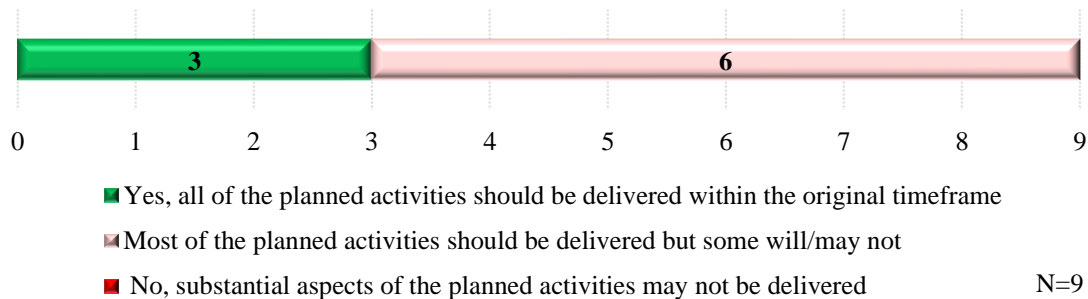 3 6
0 1 2 3 4 5 6 7 8 9
Yes, all of the planned activities should be delivered within the original timeframe
Most of the planned activities should be delivered but some will/may not
No, substantial aspects of the planned activities may not be delivered N=9